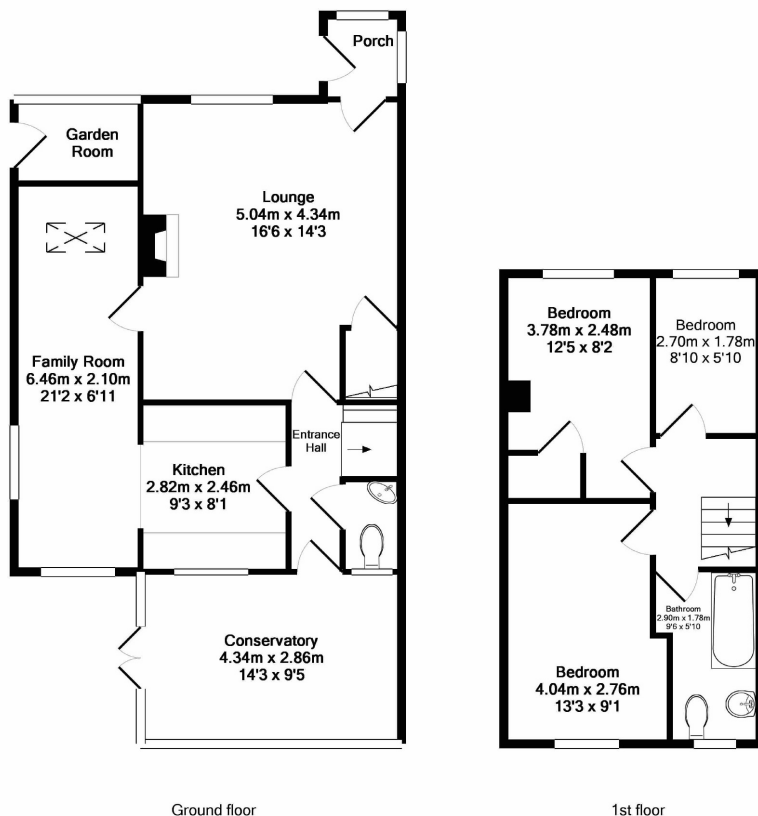 Porch
Garden
Room
Lounge
5.04m x 4.34m
16'6 x 14'3
Family Room
6.46m x 2.10m
21'2 x 6'11
Entrance
Hall
Kitchen
2.82m x 2.46m
9'3 x 8'1
Conservatory
4.34m x 2.86m
14'3 x 9'5
Ground floor
Bedroom
3.78m x 2.48m
12'5 x 8'2
Bedroom
2.70m x 1.78m
8'10 x 5'10
Bathroom
2.90m x 1.78m
9'6 x 5'10
Bedroom
4.04m x 2.76m
13'3 x 9'1
1st floor